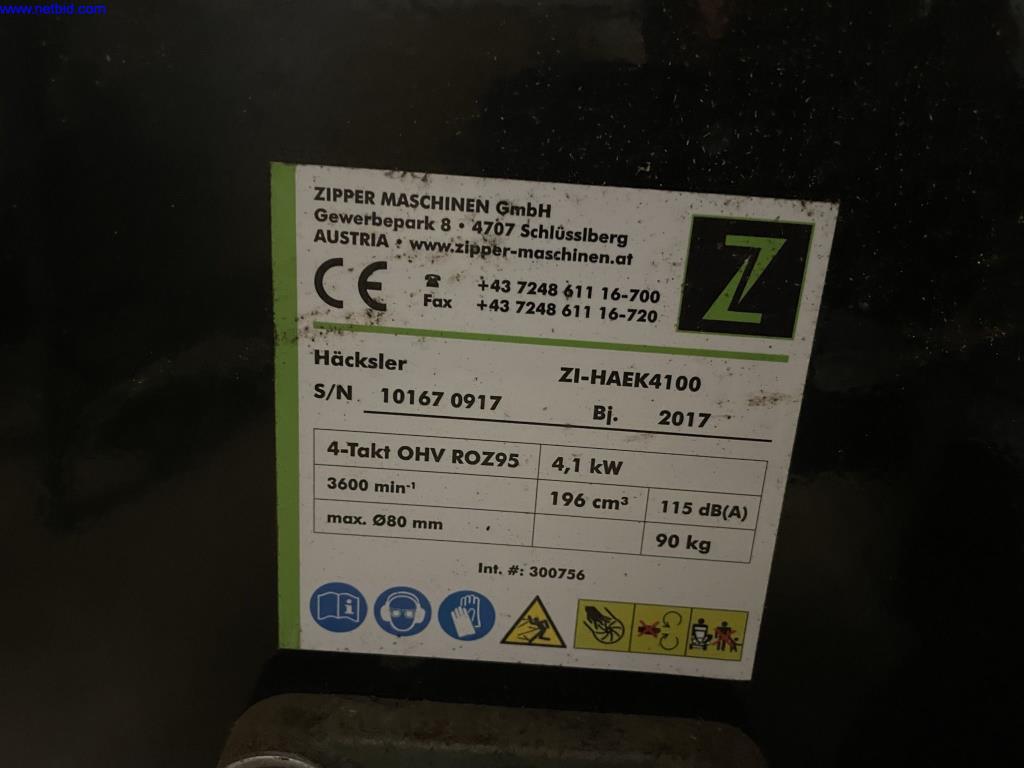 www.netbid.com
ZIPPER MASCHINEN GmbH
Gewerbepark 8 • 4707 Schlüsslberg
AUSTRIA • www.zipper-maschinen.at
CE ☎ +43 7248 611 16-700
Fax +43 7248 611 16-720
Z
Häcksler ZI-HAEK4100
S/N 10167 0917 Bj. 2017
4-Takt OHV ROZ95 4,1 kW
3600 min-¹ 196 cm³ 115 dB(A)
max. Ø80 mm 90 kg
Int. #: 300756